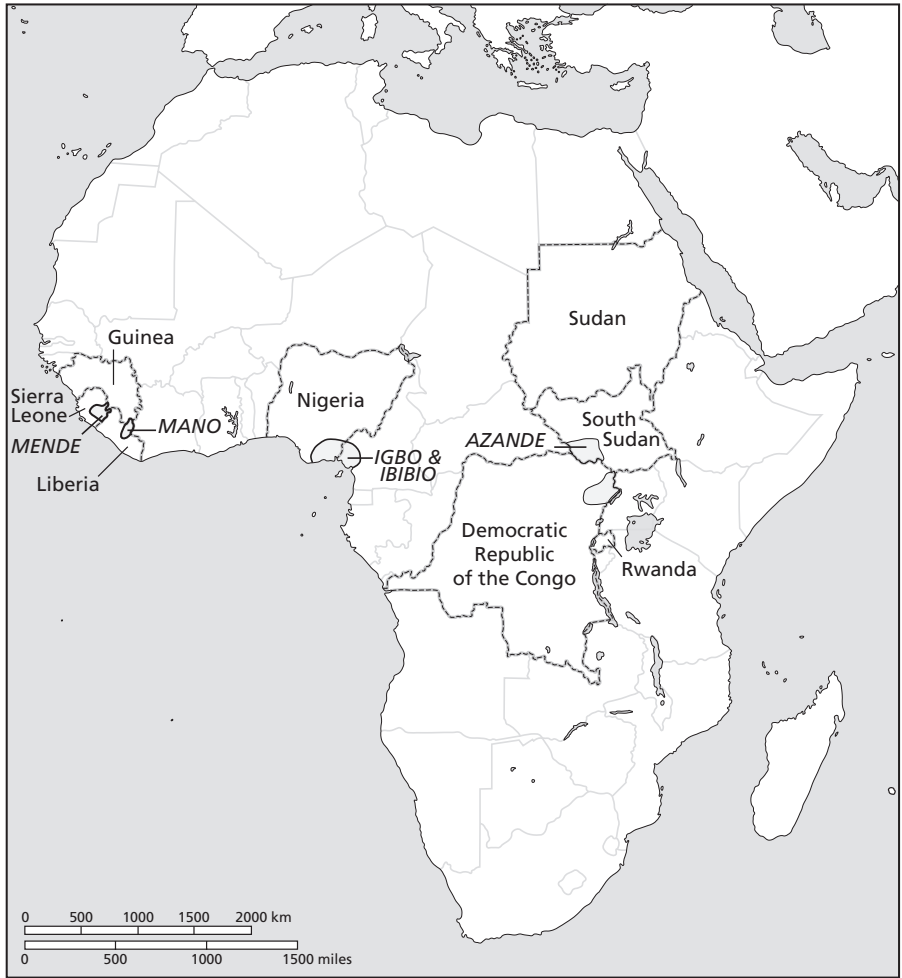 Sudan
Guinea
Sierra
Leone
Nigeria
MANO
MENDE
South
Sudan
AZANDE
IGBO &
IBIBIO
Liberia
Democratic
Republic
of the Congo
Rwanda
0 500 1000 1500 2000 km
0 500 1000 1500 miles